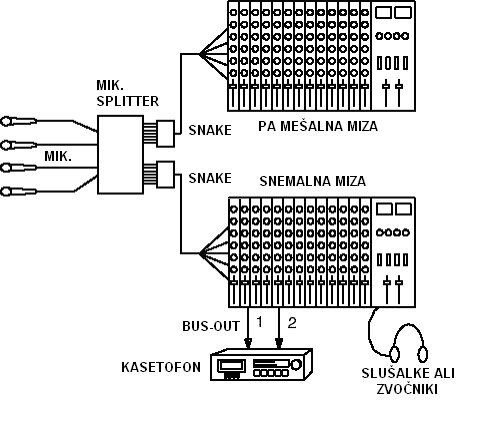 MIK.
SPLITTER
MIK.
SNAKE
PA MEŠALNA MIZA
SNAKE
SNEMALNA MIZA
BUS-OUT 1 2
KASETOFON
SLUŠALKE ALI
ZVOČNIKI